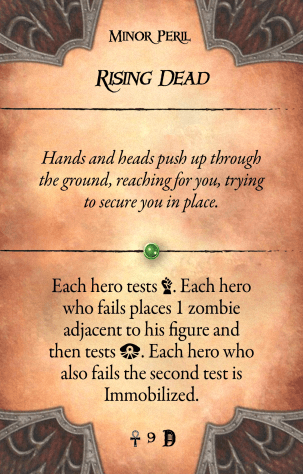 Minor Peril
Rising Dead
Hands and heads push up through
the ground, reaching for you, trying
to secure you in place.
Each hero tests . Each hero
who fails places 1 zombie
adjacent to his figure and
then tests . Each hero who
also fails the second test is
Immobilized.
9